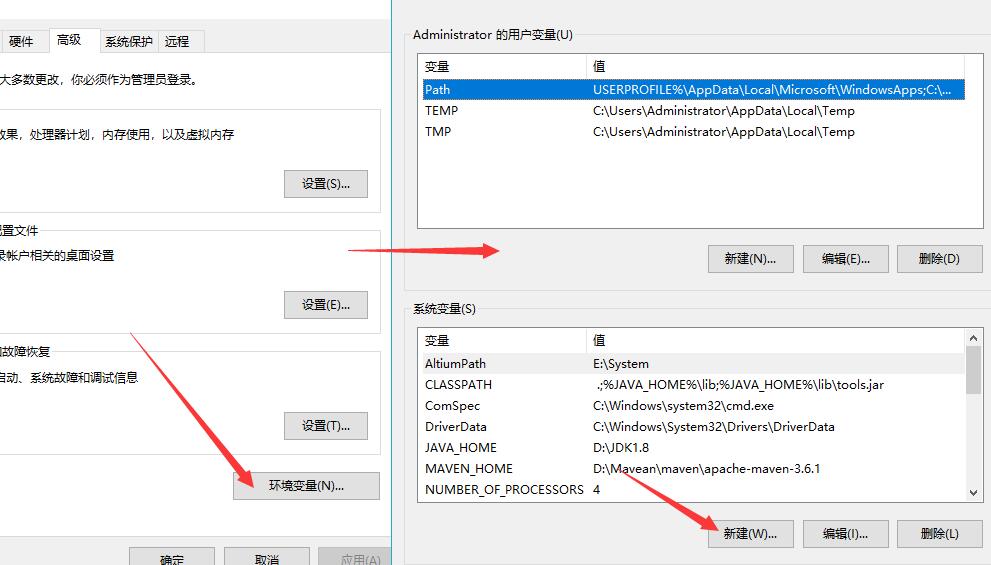 硬件 高级 系统保护 远程
大多数更改，你必须作为管理员登录。
效果，处理器计划，内存使用，以及虚拟内存
设置(S)...
置文件
录帐户相关的桌面设置
设置(E)...
故障恢复
启动、系统故障和调试信息
设置(T)...
环境变量(N)...
确定 取消 应用(A)
Administrator 的用户变量(U)
变量 值
Path USERPROFILE%\AppData\Local\Microsoft\WindowsApps;C:\...
TEMP C:\Users\Administrator\AppData\Local\Temp
TMP C:\Users\Administrator\AppData\Local\Temp
新建(N)... 编辑(E)... 删除(D)
系统变量(S)
变量 值
AltiumPath E:\System
CLASSPATH .;%JAVA_HOME%\lib;%JAVA_HOME%\lib\tools.jar
ComSpec C:\Windows\system32\cmd.exe
DriverData C:\Windows\System32\Drivers\DriverData
JAVA_HOME D:\JDK1.8
MAVEN_HOME D:\Mavean\maven\apache-maven-3.6.1
NUMBER_OF_PROCESSORS 4
新建(W)... 编辑(I)... 删除(L)